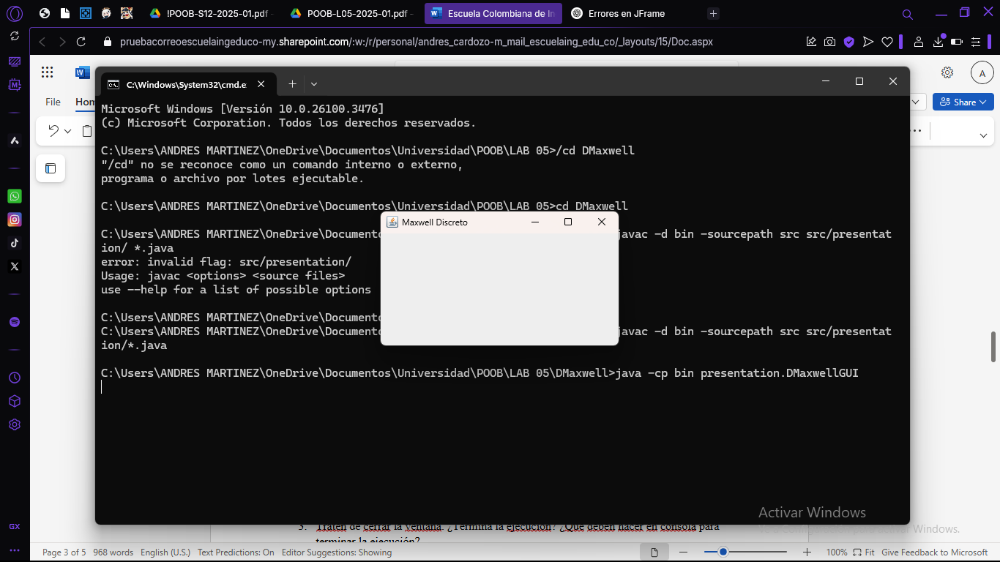 !POOB-S12-2025-01.pdf
POOB-L05-2025-01.pdf
Escuela Colombiana de In
Errores en JFrame
pruebacorreoescuelaingeduco-my.sharepoint.com/:w:/r/personal/andres_cardozo-m_mail_escuelaing_edu_co/_layouts/15/Doc.aspx
C:\Windows\System32\cmd.e
A
File
Hon
Share
Microsoft Windows [Versión 10.0.26100.3476]
(c) Microsoft Corporation. Todos los derechos reservados.
C:\Users\ANDRES MARTINEZ\OneDrive\Documentos\Universidad\POOB\LAB 05>/cd DMaxwell
"/cd" no se reconoce como un comando interno o externo,
programa o archivo por lotes ejecutable.
C:\Users\ANDRES MARTINEZ\OneDrive\Documentos\Universidad\POOB\LAB 05>cd DMaxwell
Maxwell Discreto
C:\Users\ANDRES MARTINEZ\OneDrive\Documento javac -d bin -sourcepath src src/presentat
ion/ *.java
error: invalid flag: src/presentation/
Usage: javac <options> <source files>
use --help for a list of possible options
C:\Users\ANDRES MARTINEZ\OneDrive\Documento
C:\Users\ANDRES MARTINEZ\OneDrive\Documento javac -d bin -sourcepath src src/presentat
ion/*.java
C:\Users\ANDRES MARTINEZ\OneDrive\Documentos\Universidad\POOB\LAB 05\DMaxwell>java -cp bin presentation.DMaxwellGUI
Activar Windows
Windows.
GX
3. Traten de cerrar la ventana. ¿Termina la ejecución? ¿Qué deben hacer en consola para
terminar la ejecución?
Page 3 of 5 968 words English (U.S.) Text Predictions: On Editor Suggestions: Showing
100% Fit Give Feedback to Microsoft